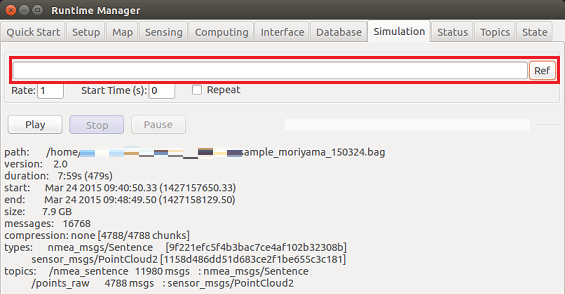 Runtime Manager
Quick Start Setup Map Sensing Computing Interface Database Simulation Status Topics State
Ref
Rate: 1 Start Time (s): 0 Repeat
Play Stop Pause
path: /home/ sample_moriyama_150324.bag
version: 2.0
duration: 7:59s (479s)
start: Mar 24 2015 09:40:50.33 (1427157650.33)
end: Mar 24 2015 09:48:49.50 (1427158129.50)
size: 7.9 GB
messages: 16768
compression: none [4788/4788 chunks]
types: nmea_msgs/Sentence [9f221efc5f4b3bac7ce4af102b32308b]
sensor_msgs/PointCloud2 [1158d486dd51d683ce2f1be655c3c181]
topics: /nmea_sentence 11980 msgs : nmea_msgs/Sentence
/points_raw 4788 msgs : sensor_msgs/PointCloud2